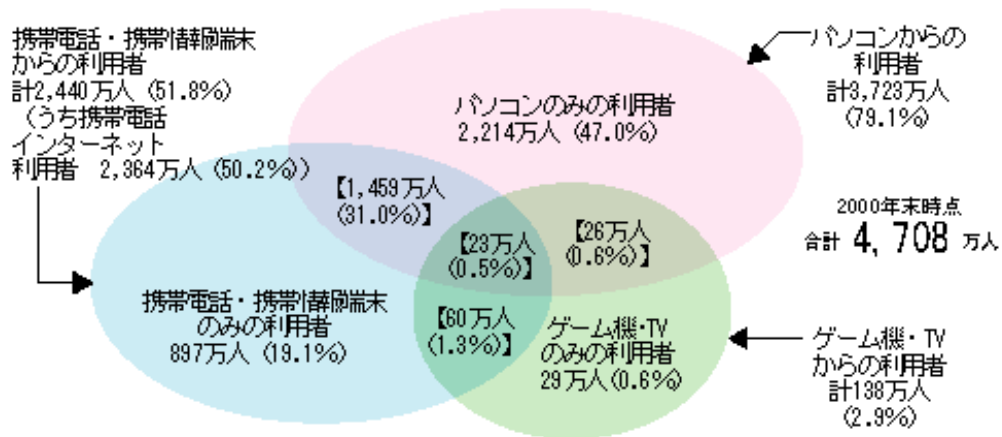 携帯電話・携帯情報端末
からの利用者
計2,440万人 (51.8%)
(うち携帯電話
インターネット
利用者 2,364万人 (50.2%))
パソコンからの
利用者
計3,723万人
(79.1%)
パソコンのみの利用者
2,214万人 (47.0%)
【1,459万人
(31.0%)】
【23万人
(0.5%)】
【26万人
(0.6%)】
2000年末時点
合計 4,708 万人
携帯電話・携帯情報端末
のみの利用者
897万人 (19.1%)
【60万人
(1.3%)】
ゲーム機・TV
のみの利用者
29万人(0.6%)
ゲーム機・TV
からの利用者
計138万人
(2.9%)